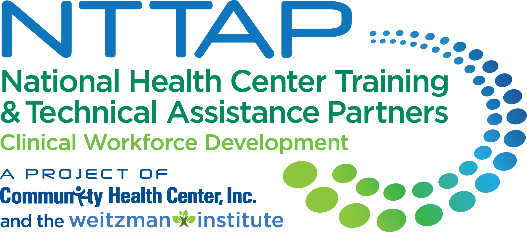 NTTAP
National Health Center Training
& Technical Assistance Partners
Clinical Workforce Development
A PROJECT OF
Community Health Center, Inc.
and the weitzman institute